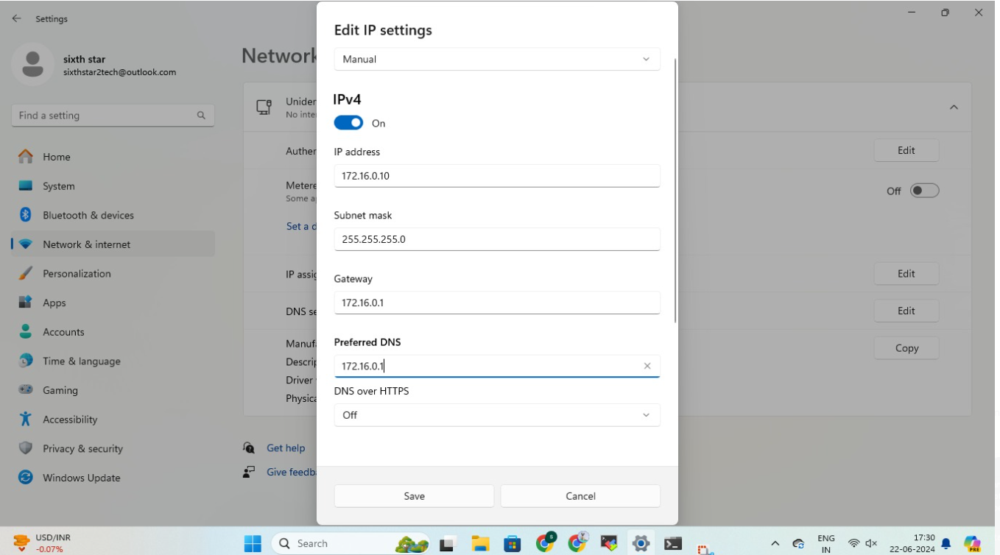 Settings
sixth star
sixthstar2tech@outlook.com
Find a setting
Home
System
Bluetooth & devices
Network & internet
Personalization
Apps
Accounts
Time & language
Gaming
Accessibility
Privacy & security
Windows Update
Network
Uniden
No inte
Auther
Edit
Metere
Some a
Off
Set a d
IP assig
Edit
DNS se
Edit
Manuf
Copy
Descrip
Driver
Physica
Get help
Give feedb
Edit IP settings
Manual
IPv4
On
IP address
172.16.0.10
Subnet mask
255.255.255.0
Gateway
172.16.0.1
Preferred DNS
172.16.0.1
DNS over HTTPS
Off
Save
Cancel
USD/INR
-0.07%
Search
ENG
IN
17:30
22-06-2024
PRE